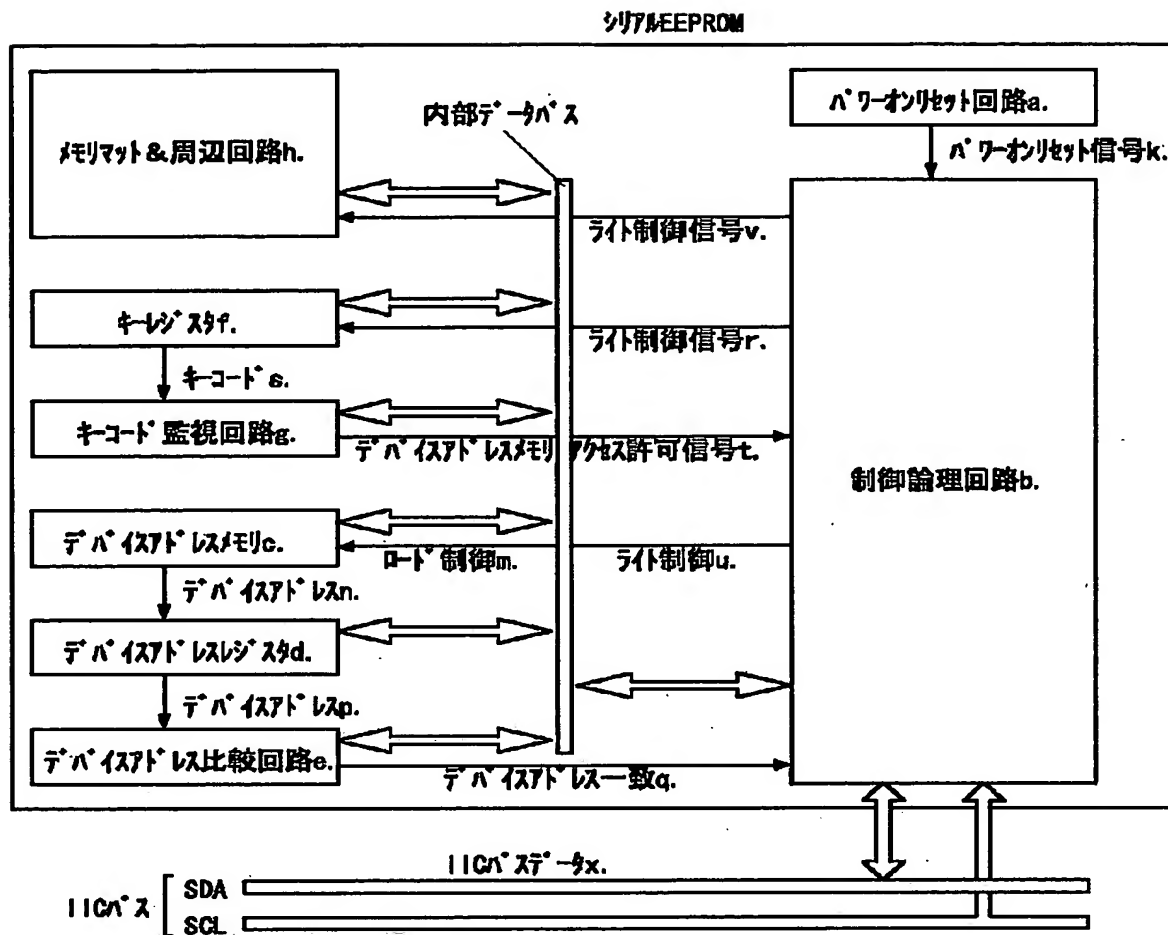 シリアルEEPROM
メモリマット&周辺回路h.
内部データバス
パワーオンリセット回路a.
パワーオンリセット信号k.
ライト制御信号v.
キーレジスタf.
ライト制御信号r.
キーコードs.
キーコード監視回路g.
デバイスアドレスメモリアクセス許可信号t.
制御論理回路b.
デバイスアドレスメモリc.
ロード制御m.
ライト制御u.
デバイスアドレスn.
デバイスアドレスレジスタd.
デバイスアドレスp.
デバイスアドレス比較回路e.
デバイスアドレス一致q.
IICバスデータx.
IICバス
SDA
SCL